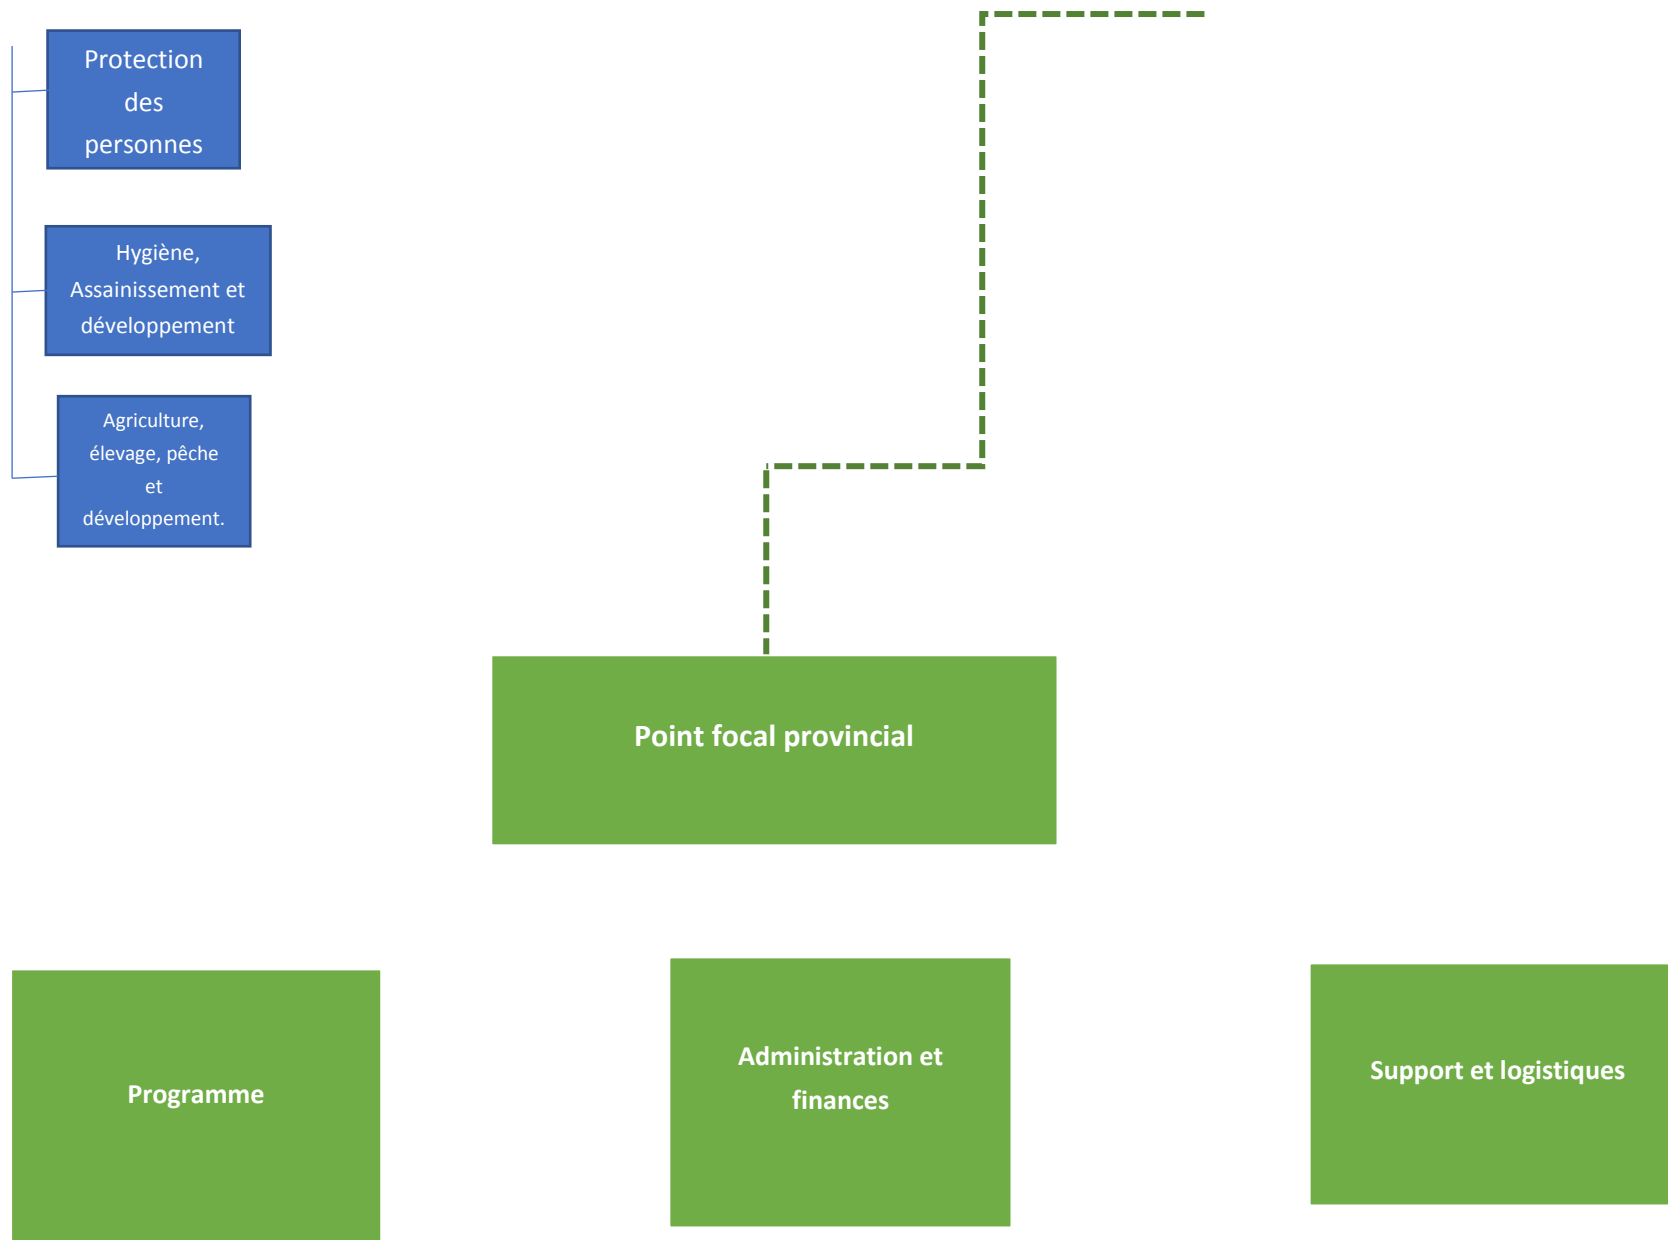 Protection
des
personnes
Hygiène,
Assainissement et
développement
Agriculture,
élevage, pêche
et
développement.
Point focal provincial
Programme
Administration et
finances
Support et logistiques